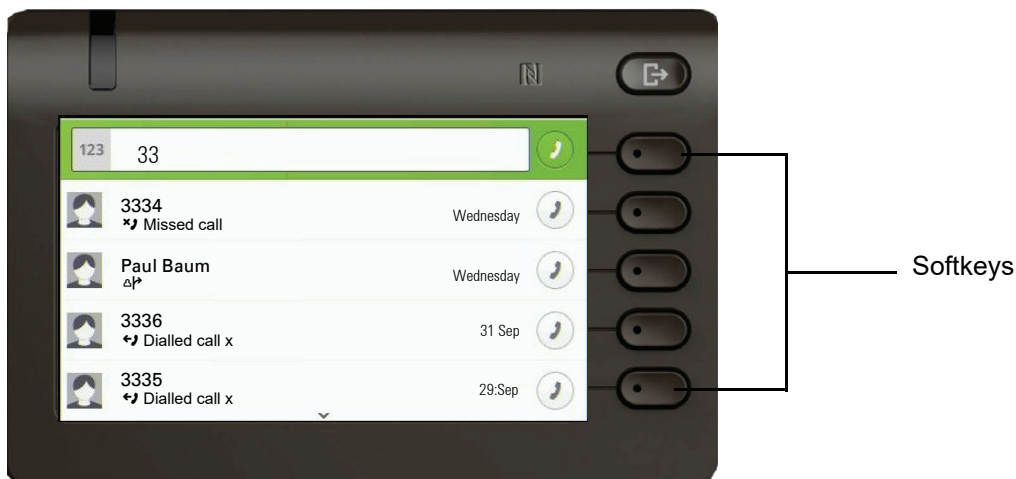 123 33
3334
Missed call
Wednesday
Paul Baum
Wednesday
3336
Dialled call x
31 Sep
3335
Dialled call x
29:Sep
Softkeys